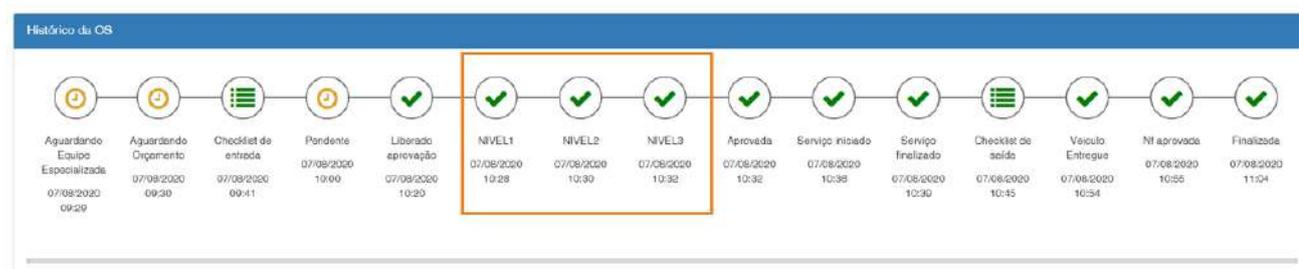 Histórico da OS
Aguardando
Equipe
Especializada
07/08/2020
09:29
Aguardando
Orçamento
07/08/2020
09:30
Checklist de
entrada
07/08/2020
09:41
Pendente
07/08/2020
10:00
Liberado
aprovação
07/08/2020
10:20
NIVEL1
07/08/2020
10:28
NIVEL2
07/08/2020
10:30
NIVEL3
07/08/2020
10:32
Aprovada
07/08/2020
10:32
Serviço iniciado
07/08/2020
10:36
Serviço
finalizado
07/08/2020
10:39
Checklist de
saída
07/08/2020
10:45
Veiculo
Entregue
07/08/2020
10:54
Nf aprovada
07/08/2020
10:55
Finalizada
07/08/2020
11:04